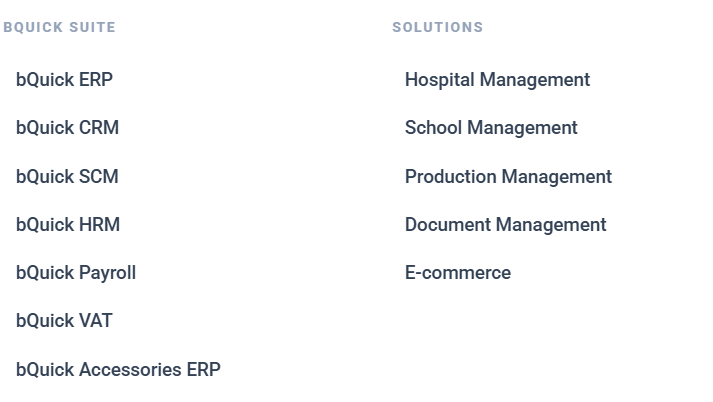 BQUICK SUITE
bQuick ERP
bQuick CRM
bQuick SCM
bQuick HRM
bQuick Payroll
bQuick VAT
bQuick Accessories ERP
SOLUTIONS
Hospital Management
School Management
Production Management
Document Management
E-commerce